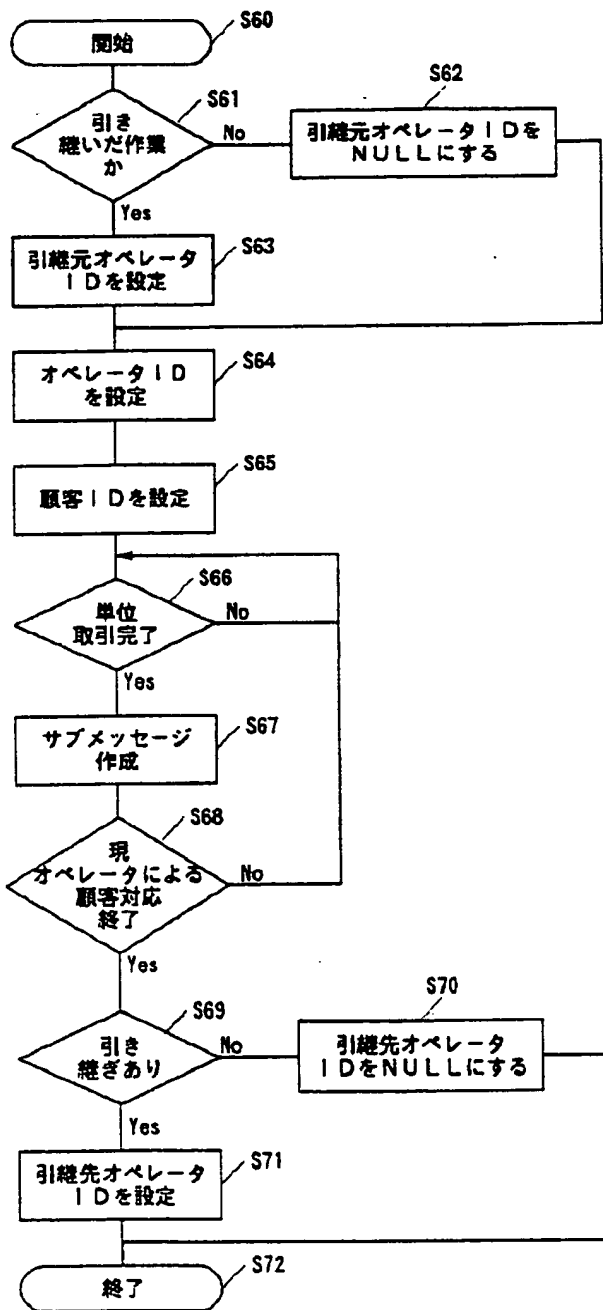 S60
開始
S61
引き
継いだ作業
か
No
Yes
S62
引継元オペレータIDを
NULLにする
S63
引継元オペレータ
IDを設定
S64
オペレータID
を設定
S65
顧客IDを設定
S66
単位
取引完了
No
Yes
S67
サブメッセージ
作成
S68
現
オペレータによる
顧客対応
終了
No
Yes
S69
引き
継ぎあり
No
Yes
S70
引継先オペレータ
IDをNULLにする
S71
引継先オペレータ
IDを設定
S72
終了